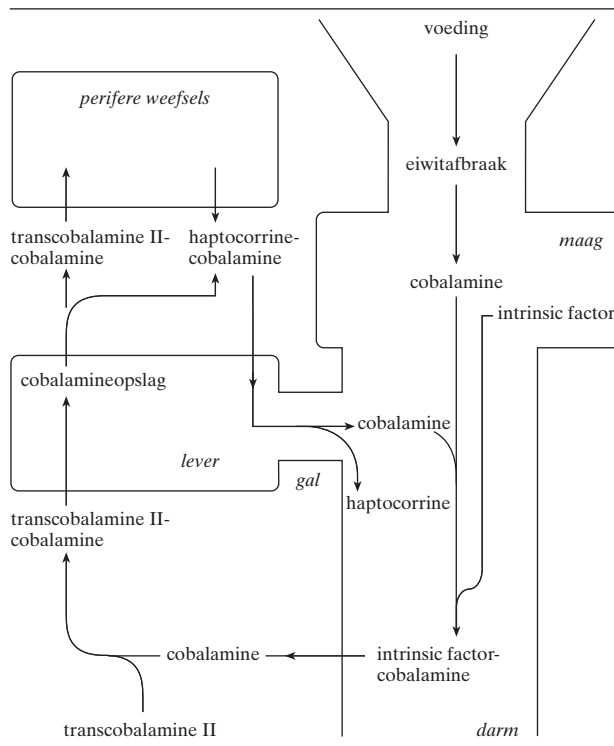 voeding
perifere weefsels
eiwitafbraak
transcobalamine II-
cobalamine
haptocorrine-
cobalamine
maag
cobalamine
intrinsic factor
cobalamineopslag
cobalamine
lever
gal
haptocorrine
transcobalamine II-
cobalamine
cobalamine
intrinsic factor-
cobalamine
transcobalamine II
darm